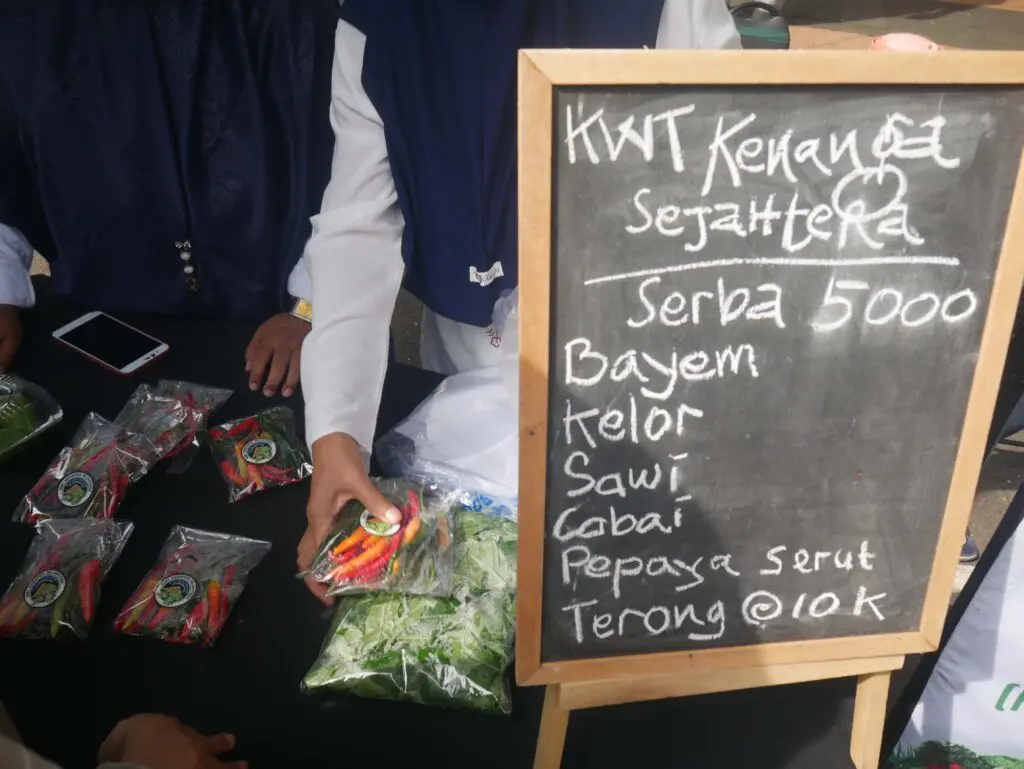 KWT Kenanga
SejaHteRa
Serba 5000
Bayem
Kelor
Sawi
Cabai
Pepaya Serut
Terong @10K